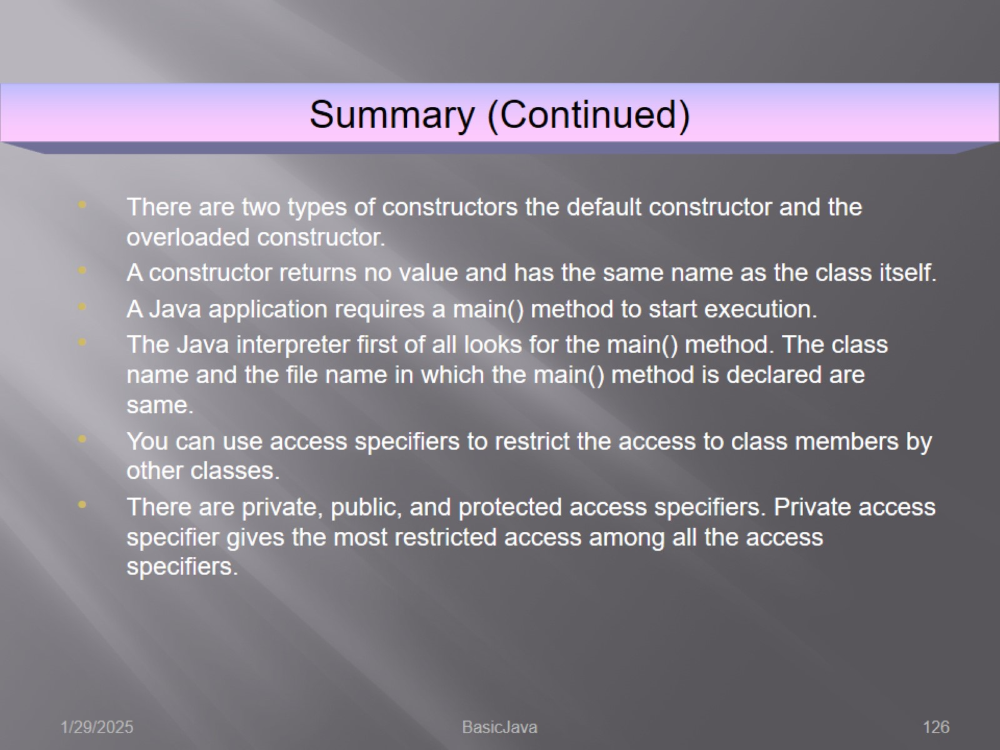 Summary (Continued)
• There are two types of constructors the default constructor and the
overloaded constructor.
• A constructor returns no value and has the same name as the class itself.
• A Java application requires a main() method to start execution.
• The Java interpreter first of all looks for the main() method. The class
name and the file name in which the main() method is declared are
same.
• You can use access specifiers to restrict the access to class members by
other classes.
• There are private, public, and protected access specifiers. Private access
specifier gives the most restricted access among all the access
specifiers.
1/29/2025
BasicJava
126